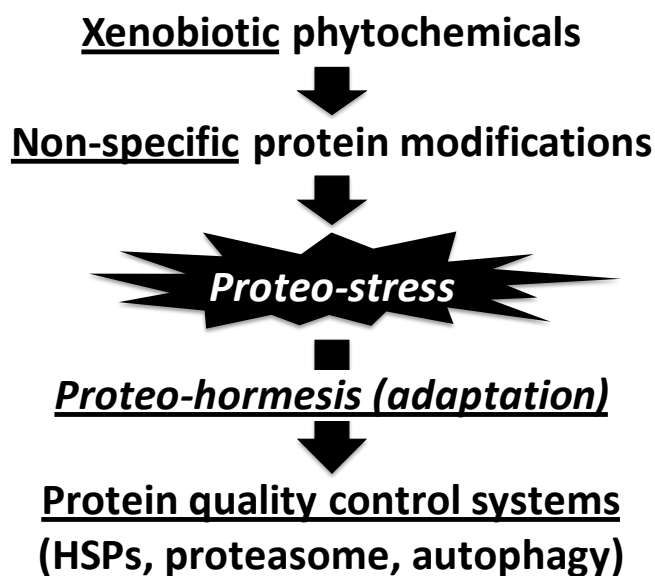 Xenobiotic phytochemicals
Non-specific protein modifications
Proteo-stress
Proteo-hormesis (adaptation)
Protein quality control systems
(HSPs, proteasome, autophagy)